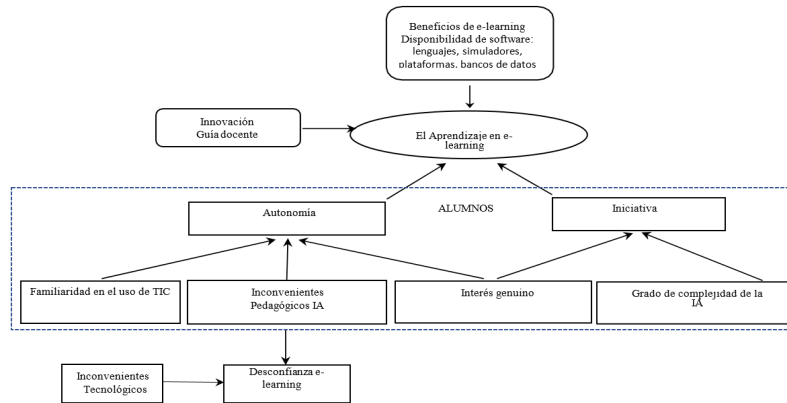 Beneficios de e-learning
Disponibilidad de software:
lenguajes, simuladores,
plataformas, bancos de datos
Innovación
Guía docente
El Aprendizaje en e-
learning
ALUMNOS
Autonomía
Iniciativa
Familiaridad en el uso de TIC
Inconvenientes
Pedagógicos IA
Interés genuino
Grado de complejidad de la
IA
Inconvenientes
Tecnológicos
Desconfianza e-
learning